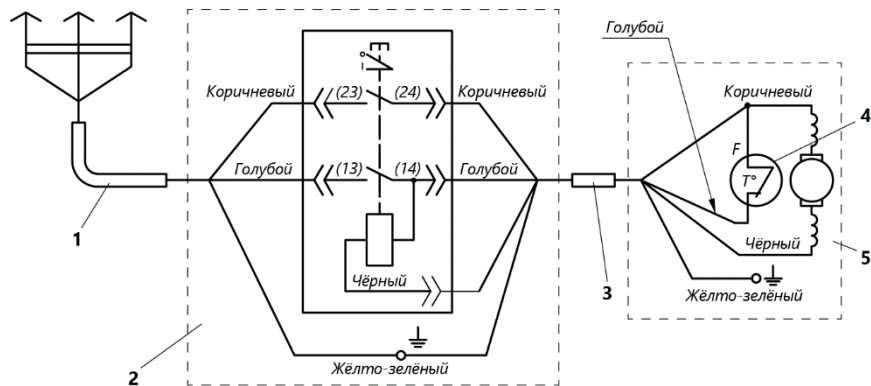 Голубой
Коричневый
(23)
(24)
Коричневый
Коричневый
4
F
Голубой
(13)
(14)
Голубой
T°
1
Чёрный
5
Чёрный
3
Жёлто-зелёный
Жёлто-зелёный
2